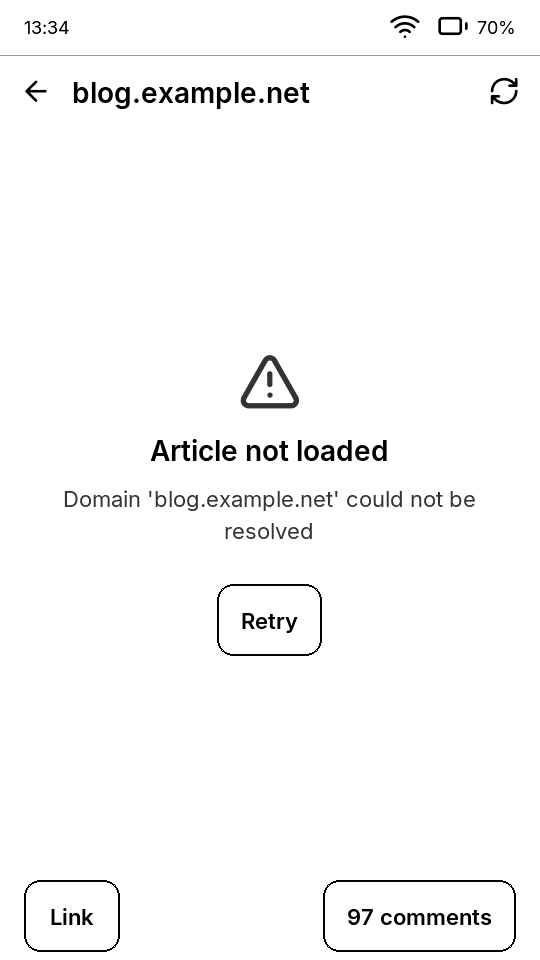 13:34
70%
blog.example.net
Article not loaded
Domain 'blog.example.net' could not be
resolved
Retry
Link
97 comments